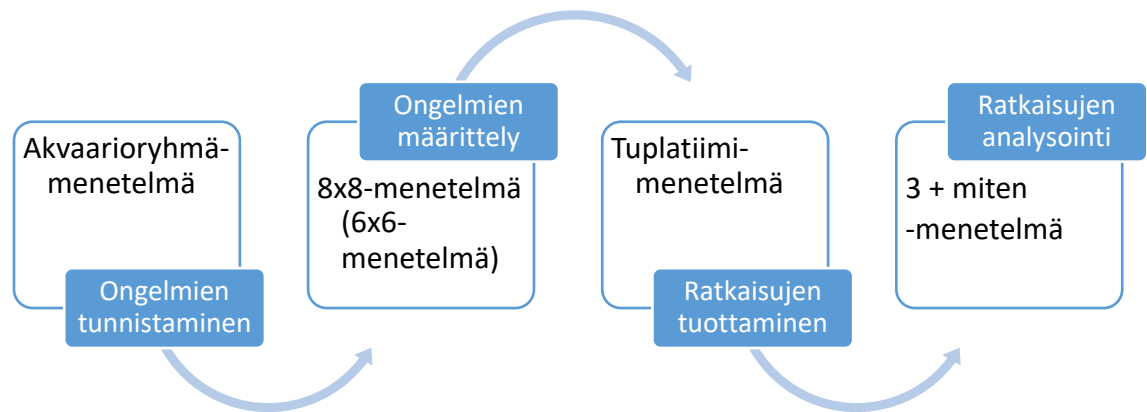 Akvaarioryhmä-
menetelmä
Ongelmien
tunnistaminen
Ongelmien
määrittely
8x8-menetelmä
(6x6-
menetelmä)
Tuplatiimi-
menetelmä
Ratkaisujen
tuottaminen
Ratkaisujen
analysointi
3 + miten
-menetelmä